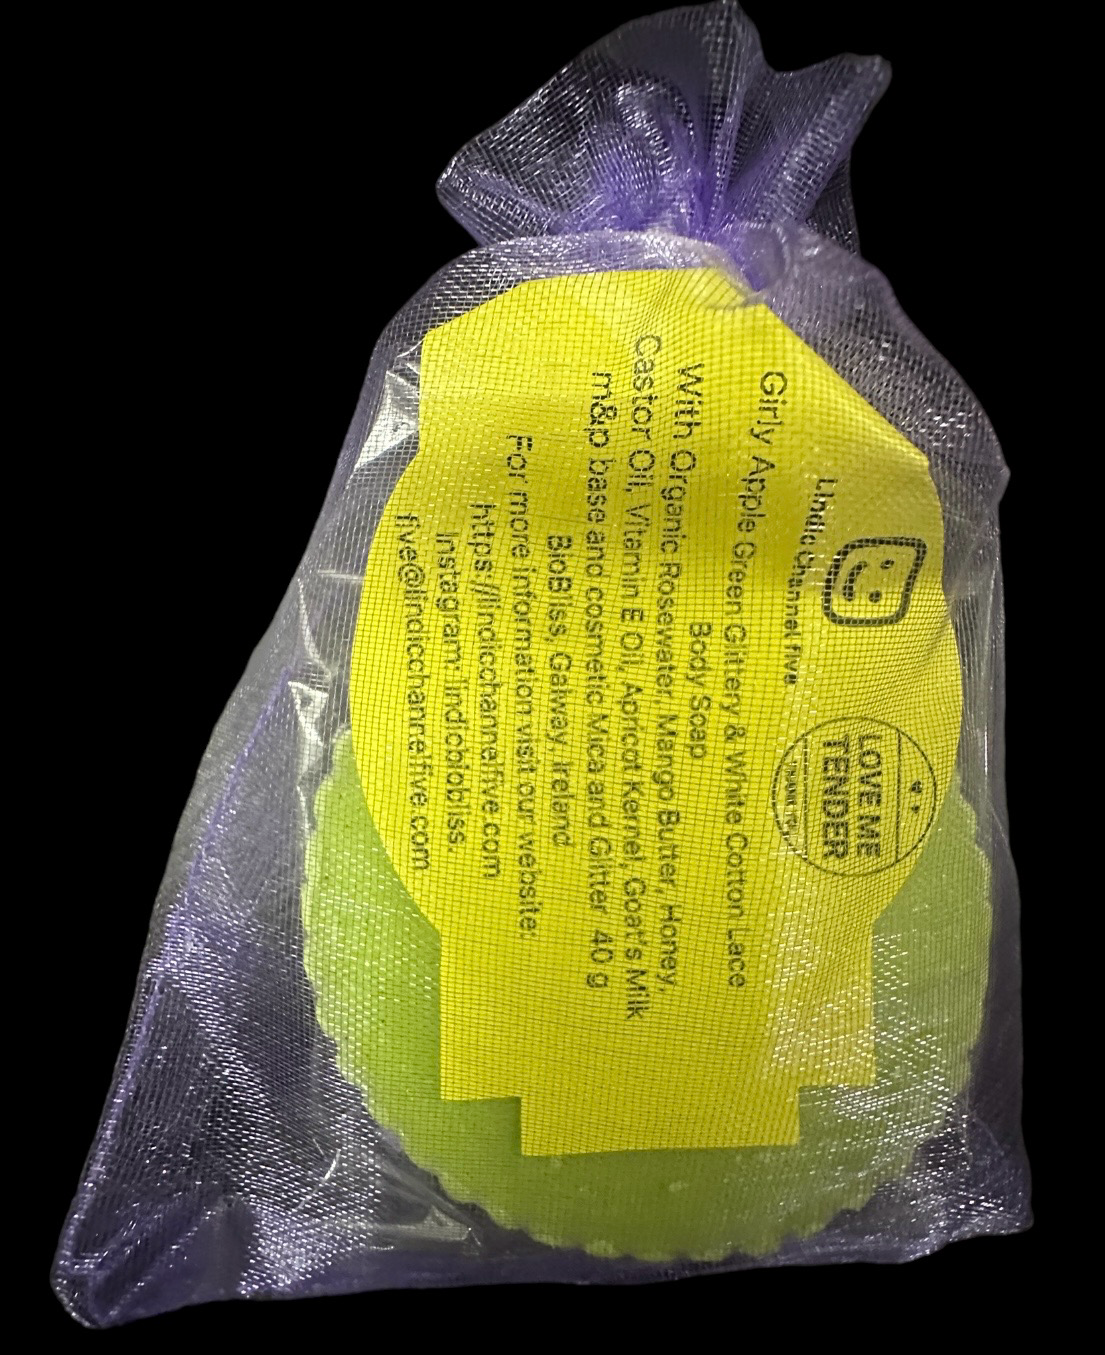 Lindic Channel five
LOVE ME
TENDER
Girly Apple Green Glittery & White Cotton Lace
Body Soap
With Organic Rosewater, Mango Butter, Honey,
Castor Oil, Vitamin E Oil, Apricot Kernel, Goat's Milk
m&p base and cosmetic Mica and Glitter 40 g
BioBliss, Galway, Ireland
For more information visit our website:
https://lindicchannelfive.com
Instagram: lindiobbliss.
five@lindicchannelfive.com